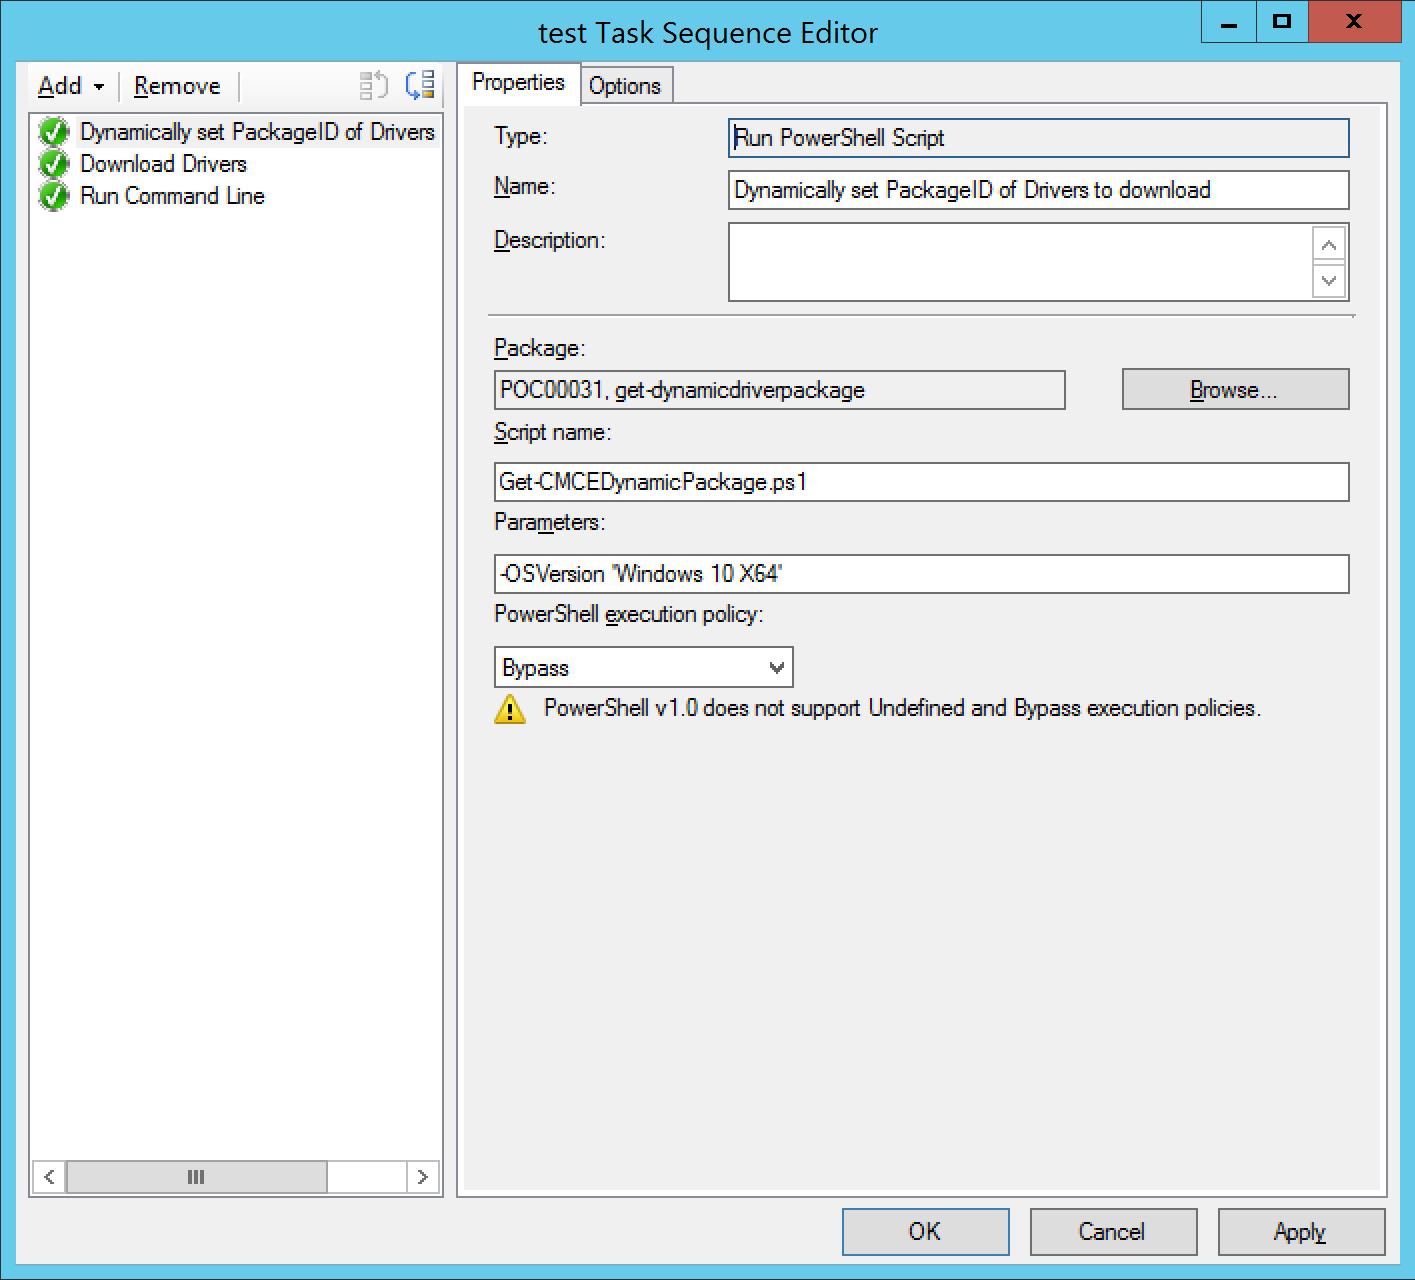 test Task Sequence Editor
Add
Remove
Dynamically set PackageID of Drivers
Download Drivers
Run Command Line
Properties
Options
Type:
Run PowerShell Script
Name:
Dynamically set PackageID of Drivers to download
Description:
Package:
POC00031, get-dynamicdriverpackage
Browse...
Script name:
Get-CMCEDynamicPackage.ps1
Parameters:
-OSVersion 'Windows 10 X64'
PowerShell execution policy:
Bypass
PowerShell v1.0 does not support Undefined and Bypass execution policies.
OK
Cancel
Apply